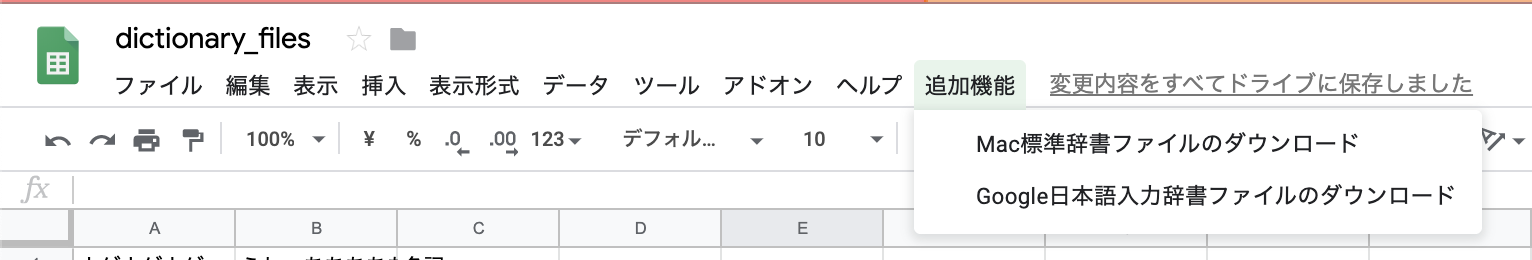 dictionary_files
ファイル 編集 表示 挿入 表示形式 データ ツール アドオン ヘルプ 追加機能 変更内容をすべてドライブに保存しました
100% ¥ % .0 .00 123 デフォル... 10
Mac標準辞書ファイルのダウンロード
Google日本語入力辞書ファイルのダウンロード
fx
A B C D E